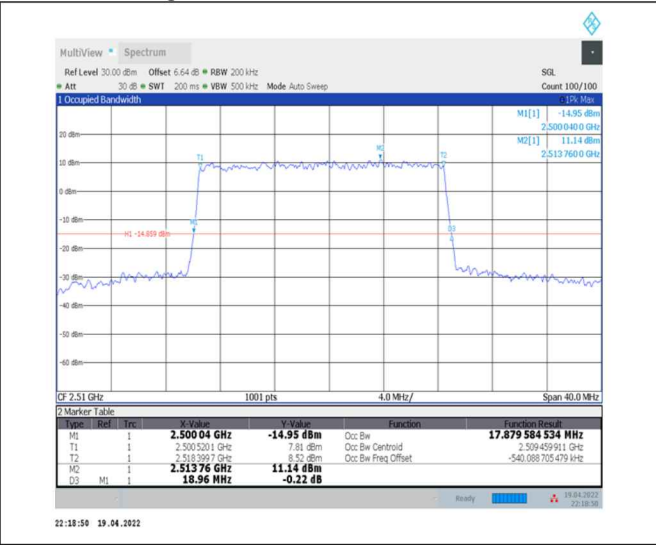 MultiView Spectrum
Ref Level 30.00 dBm Offset 6.64 dB RBW 200 kHz SGL
Att 30 dB SWT 200 ms VBW 500 kHz Mode Auto Sweep Count 100/100
1 Occupied Bandwidth 1Pk Max
M1[1] -14.95 dBm
2.500 0400 GHz
M2[1] 11.14 dBm
2.513 7600 GHz
20 dBm
M2
T1 T2
10 dBm
0 dBm
-10 dBm
M1
H1 -14.859 dBm D3
-20 dBm
-30 dBm
-40 dBm
-50 dBm
-60 dBm
CF 2.51 GHz 1001 pts 4.0 MHz/ Span 40.0 MHz
2 Marker Table
Type Ref Trc X-Value Y-Value Function Function Result
M1 1 2.500 04 GHz -14.95 dBm Occ Bw 17.879 584 534 MHz
T1 1 2.500 520 1 GHz 7.81 dBm Occ Bw Centroid 2.509 459 911 GHz
T2 1 2.518 399 7 GHz 8.52 dBm Occ Bw Freq Offset -540.088 705 479 kHz
M2 1 2.513 76 GHz 11.14 dBm
D3 M1 1 18.96 MHz -0.22 dB
Ready 19.04.2022
22:18:50
22:18:50 19.04.2022